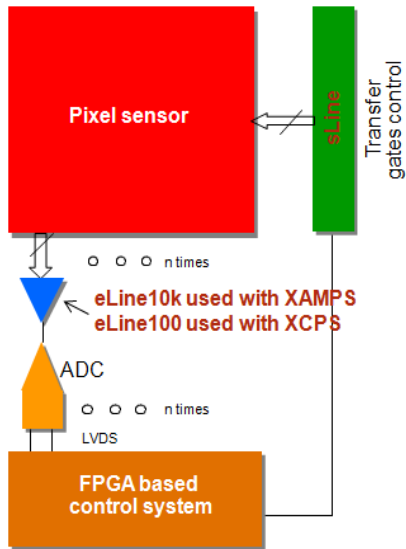 Pixel sensor
sLine
Transfer
gates control
n times
eLine10k used with XAMPS
eLine100 used with XCPS
ADC
n times
LVDS
FPGA based
control system